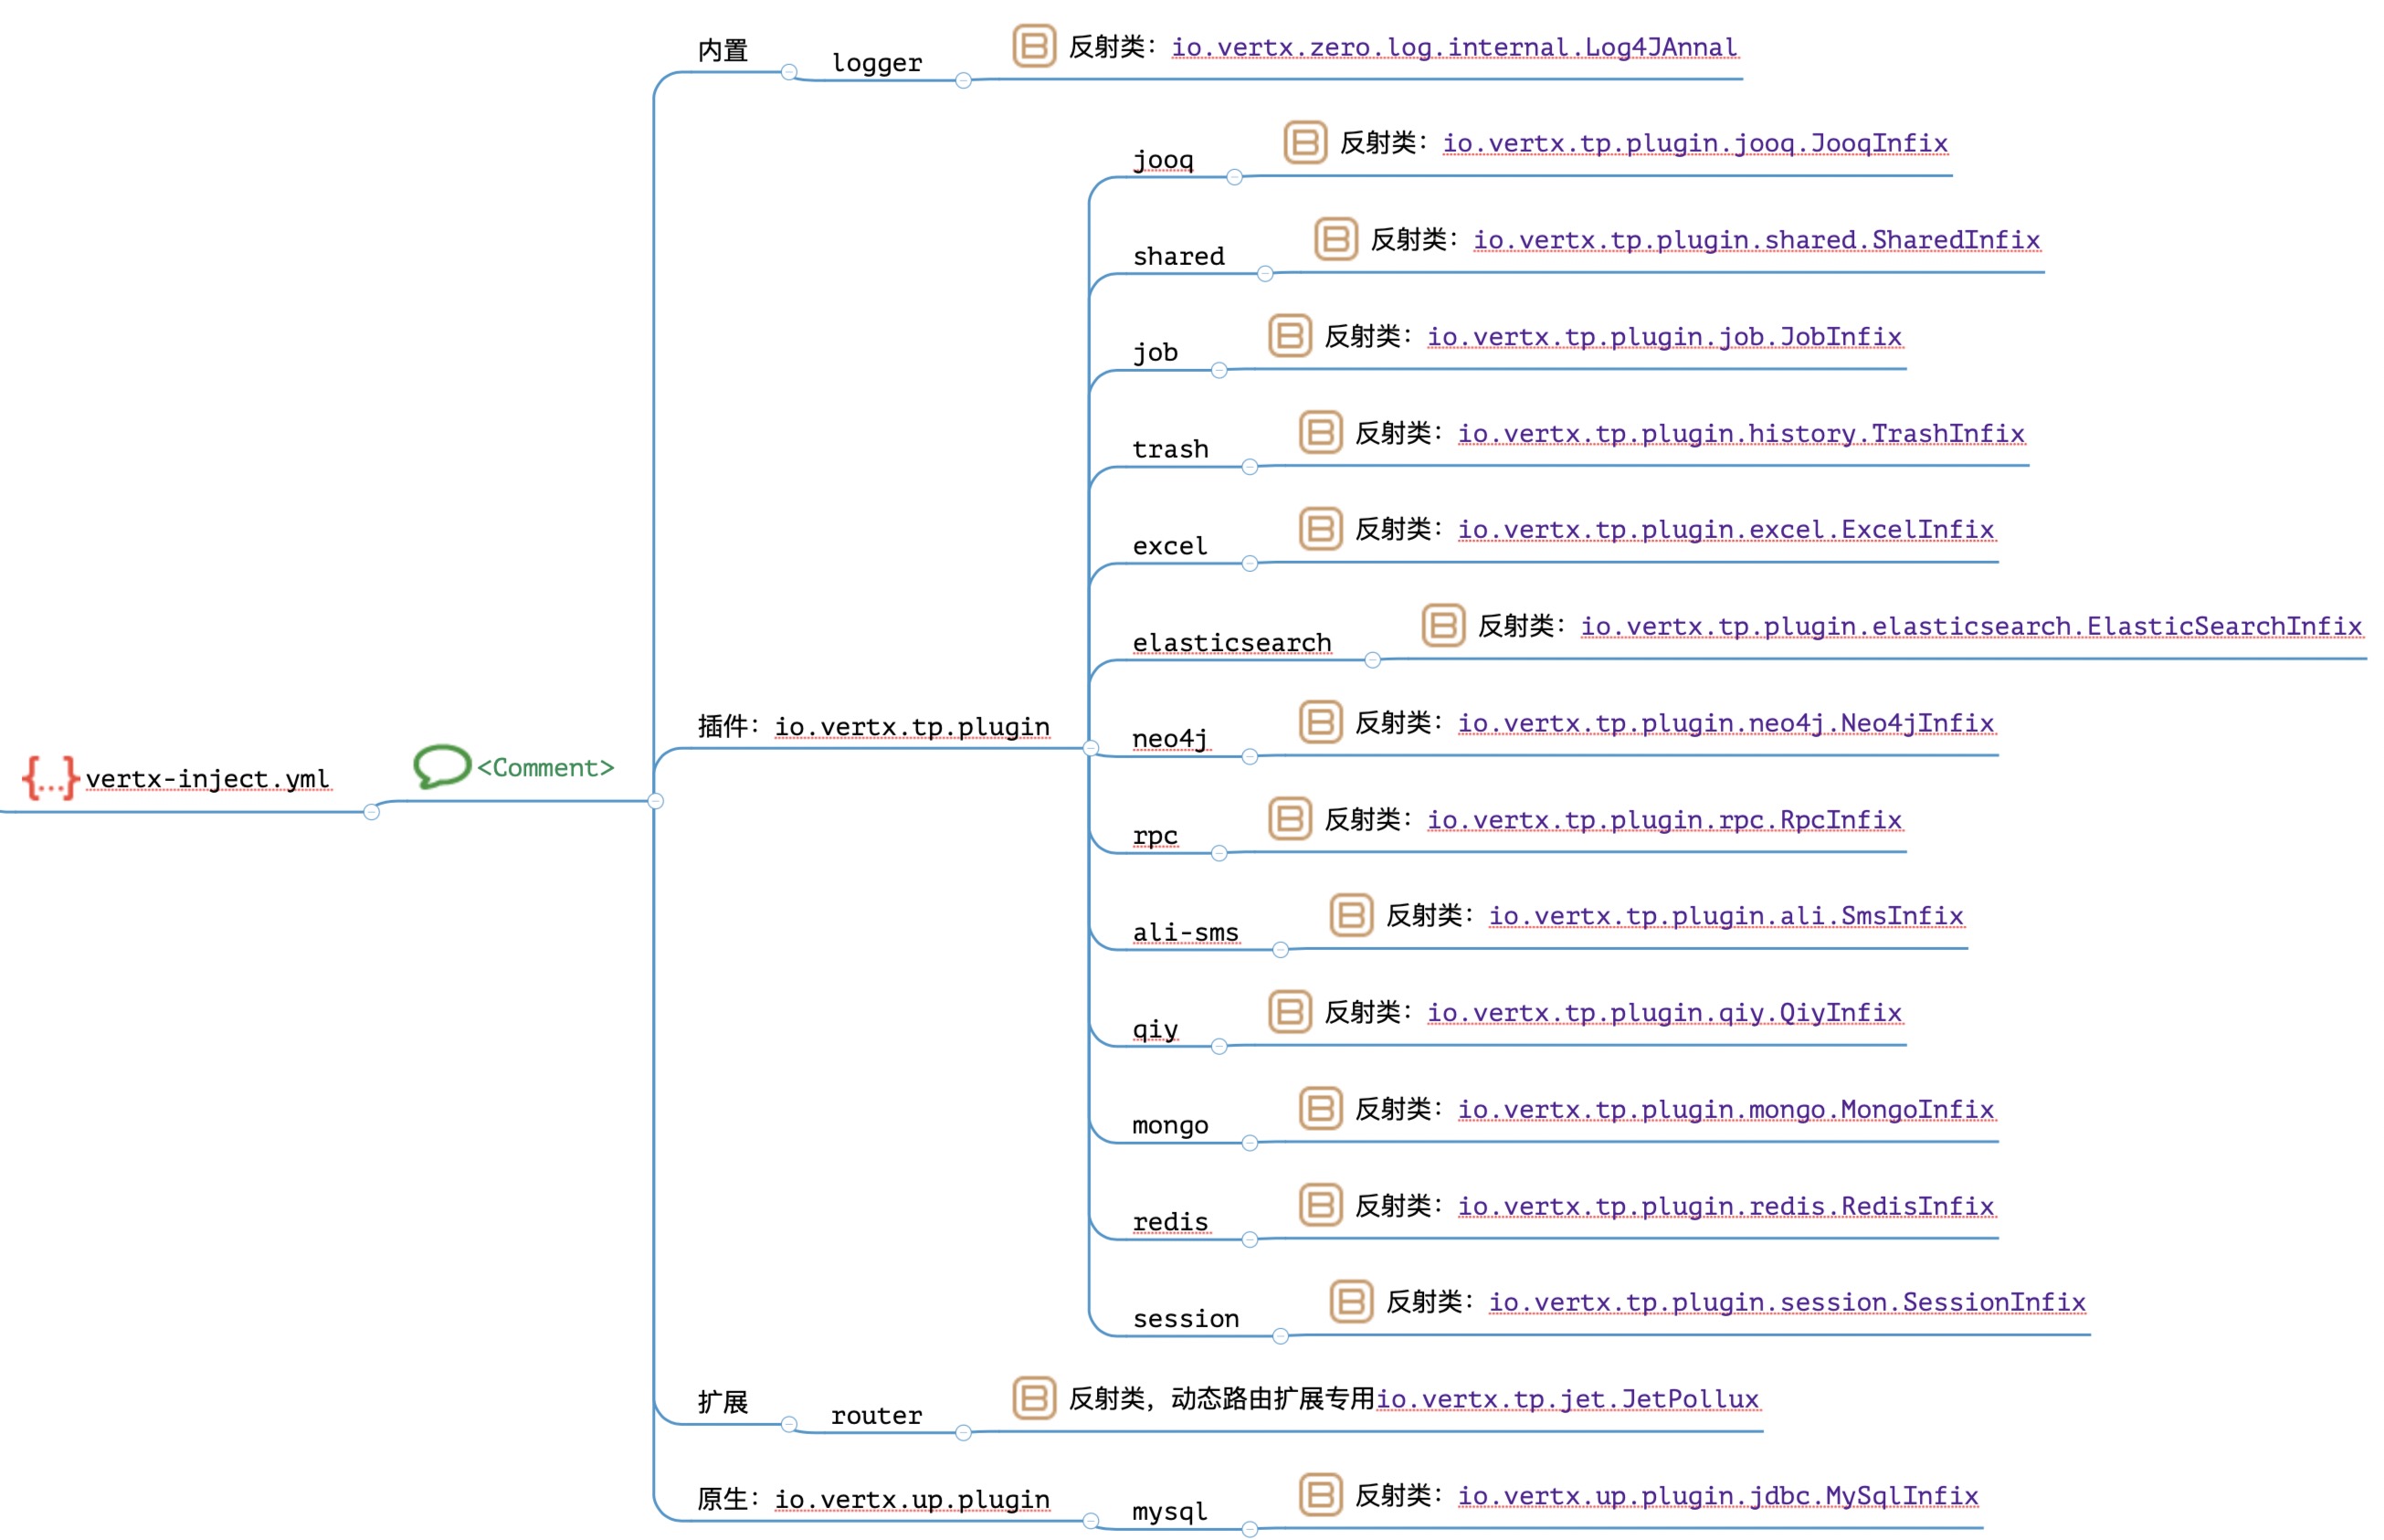 内置
logger
反射类：io.vertx.zero.log.internal.Log4JAnnal
jooq
反射类：io.vertx.tp.plugin.jooq.JooqInfix
shared
反射类：io.vertx.tp.plugin.shared.SharedInfix
job
反射类：io.vertx.tp.plugin.job.JobInfix
trash
反射类：io.vertx.tp.plugin.history.TrashInfix
excel
反射类：io.vertx.tp.plugin.excel.ExcelInfix
elasticsearch
反射类：io.vertx.tp.plugin.elasticsearch.ElasticSearchInfix
{...} vertx-inject.yml
<Comment>
插件：io.vertx.tp.plugin
neo4j
反射类：io.vertx.tp.plugin.neo4j.Neo4jInfix
rpc
反射类：io.vertx.tp.plugin.rpc.RpcInfix
ali-sms
反射类：io.vertx.tp.plugin.ali.SmsInfix
qiy
反射类：io.vertx.tp.plugin.qiy.QiyInfix
mongo
反射类：io.vertx.tp.plugin.mongo.MongoInfix
redis
反射类：io.vertx.tp.plugin.redis.RedisInfix
session
反射类：io.vertx.tp.plugin.session.SessionInfix
扩展
router
反射类，动态路由扩展专用io.vertx.tp.jet.JetPollux
原生：io.vertx.up.plugin
mysql
反射类：io.vertx.up.plugin.jdbc.MySqlInfix